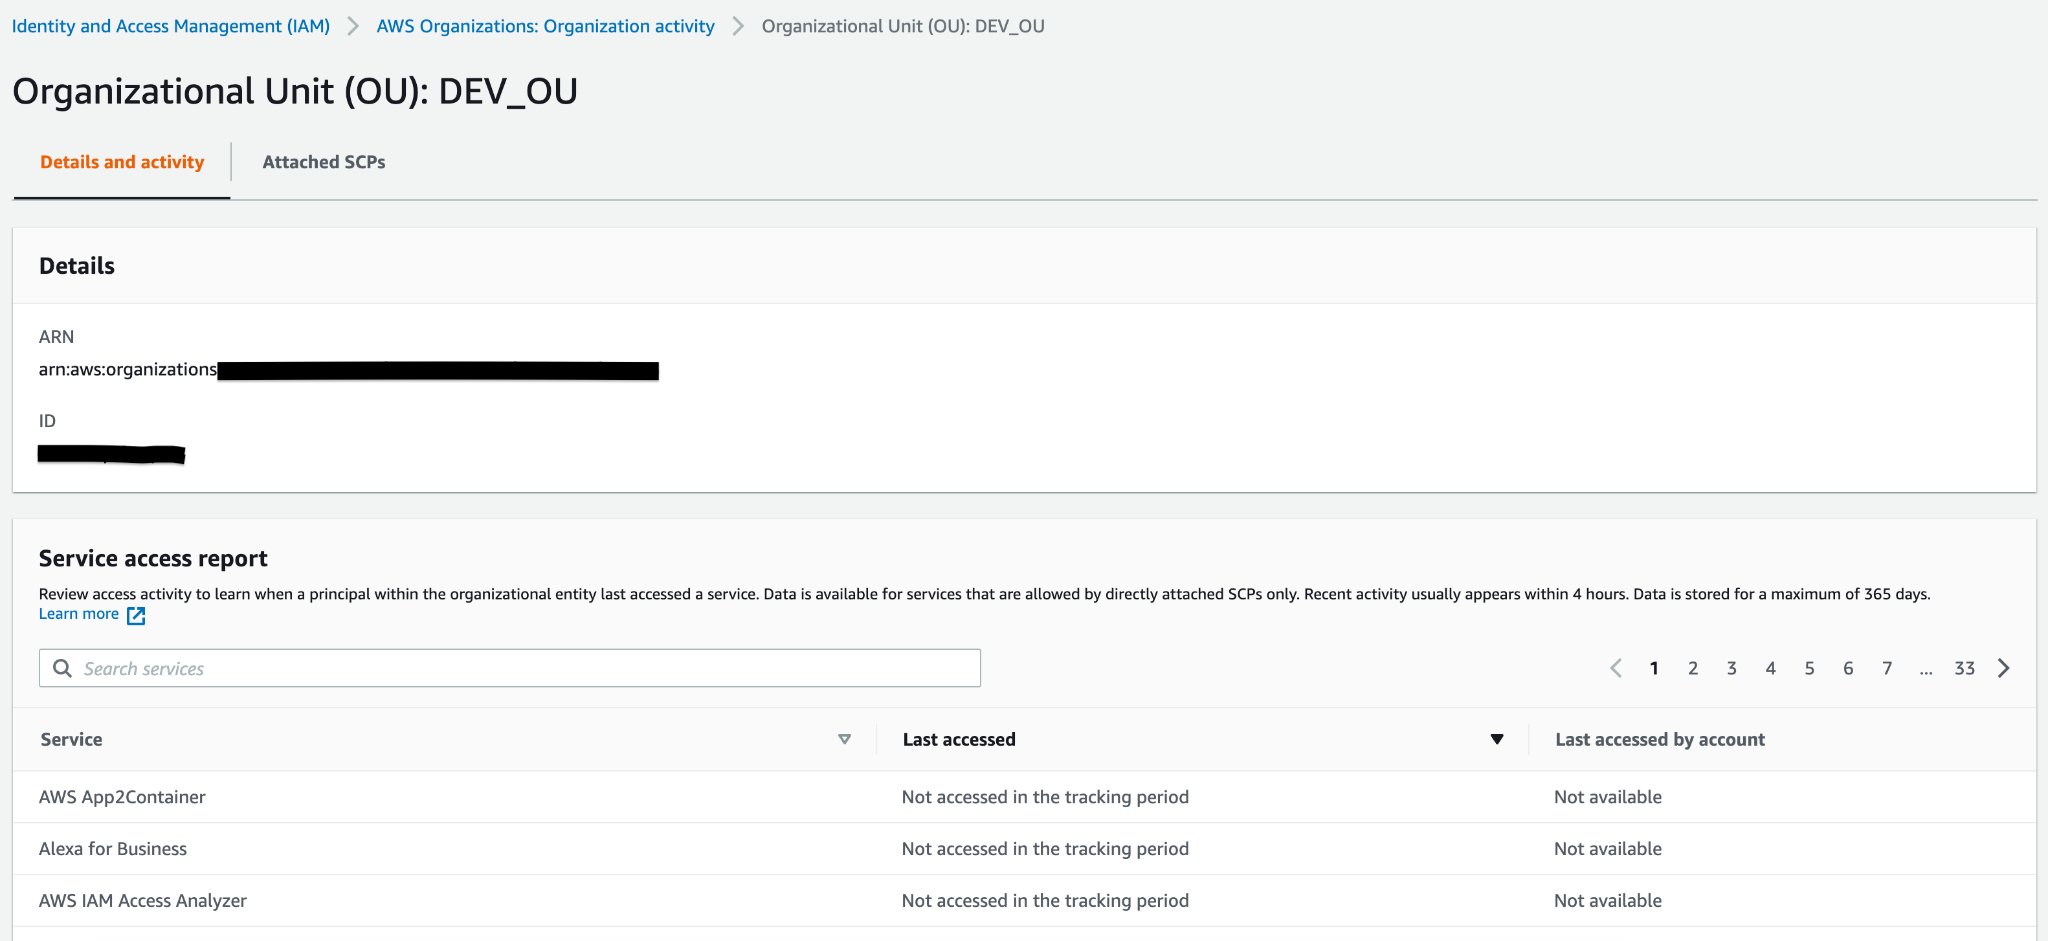 Identity and Access Management (IAM) > AWS Organizations: Organization activity > Organizational Unit (OU): DEV_OU
Organizational Unit (OU): DEV_OU
Details and activity Attached SCPs
Details
ARN
arn:aws:organizations
ID
Service access report
Review access activity to learn when a principal within the organizational entity last accessed a service. Data is available for services that are allowed by directly attached SCPs only. Recent activity usually appears within 4 hours. Data is stored for a maximum of 365 days.
Learn more
Search services 1 2 3 4 5 6 7 ... 33
Service Last accessed Last accessed by account
AWS App2Container Not accessed in the tracking period Not available
Alexa for Business Not accessed in the tracking period Not available
AWS IAM Access Analyzer Not accessed in the tracking period Not available